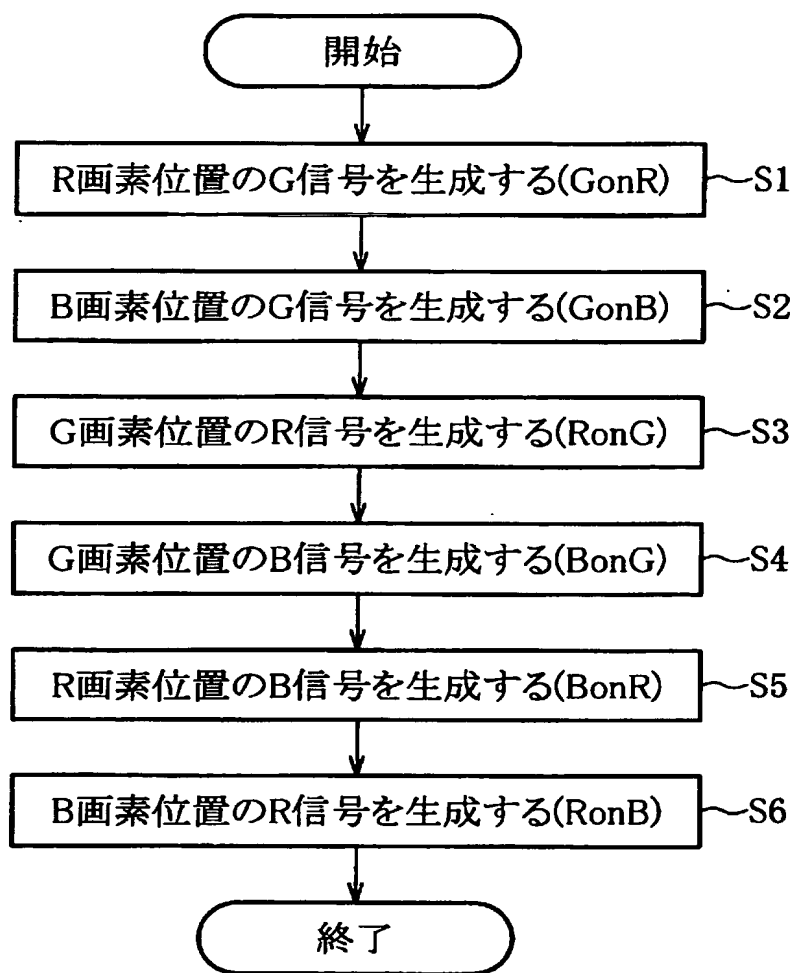 開始
R画素位置のG信号を生成する(GonR) S1
B画素位置のG信号を生成する(GonB) S2
G画素位置のR信号を生成する(RonG) S3
G画素位置のB信号を生成する(BonG) S4
R画素位置のB信号を生成する(BonR) S5
B画素位置のR信号を生成する(RonB) S6
終了